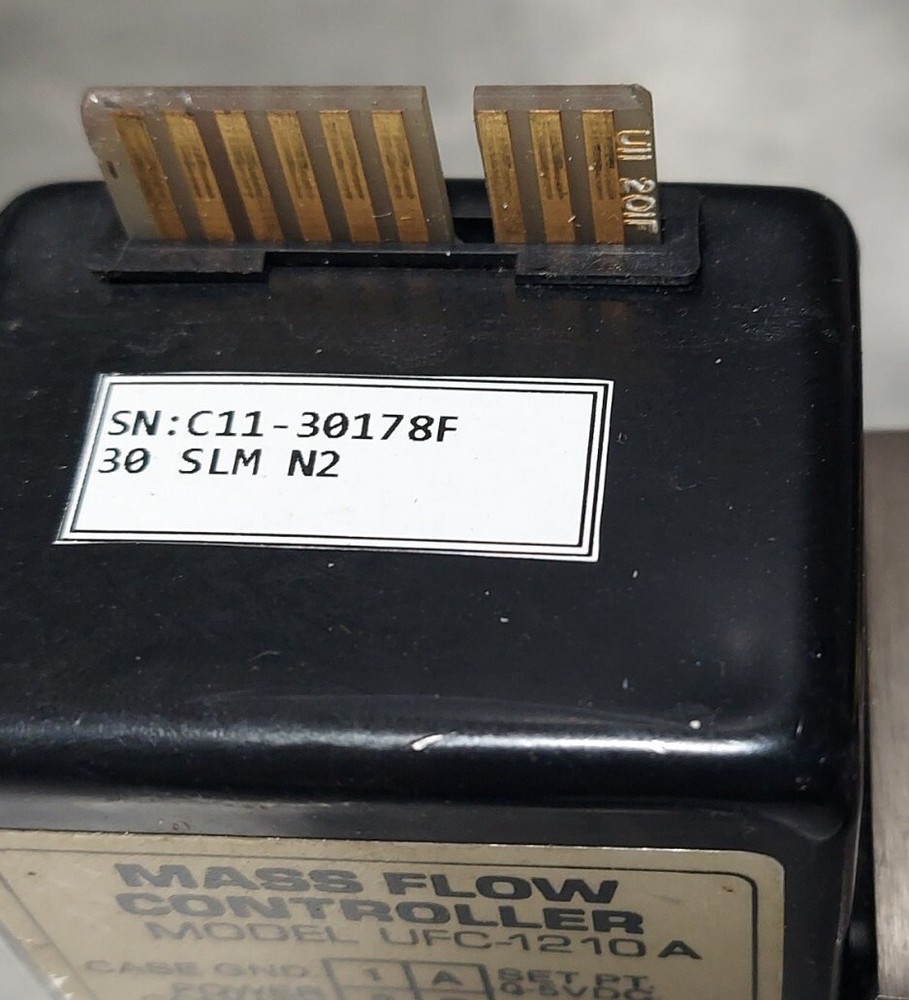 UII 201F
SN:C11-30178F
30 SLM N2
MASS FLOW
CONTROLLER
MODEL UFC-1210A
CASE GND 1 A SET PT.
POWER 0-5VDC